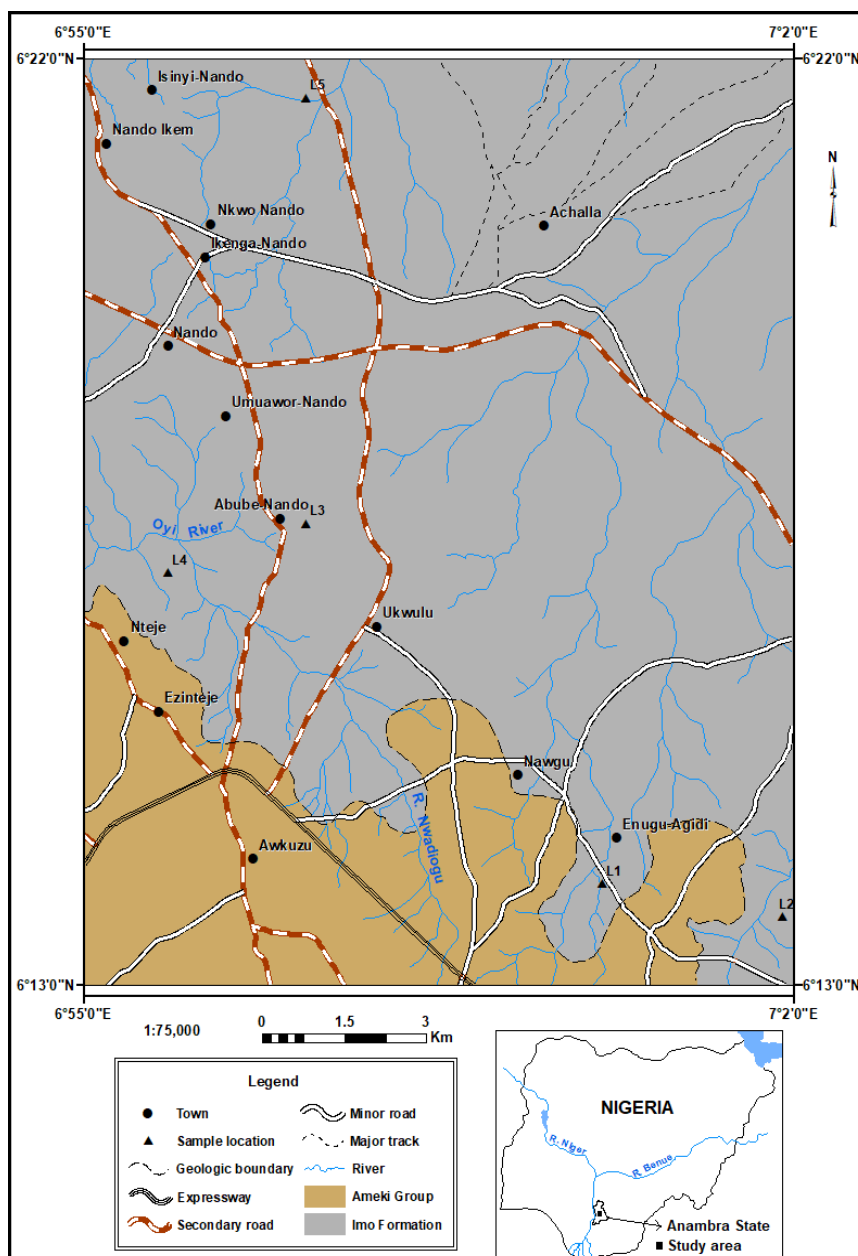 6°55'0"E
7°2'0"E
6°22'0"N
6°22'0"N
Isinyi-Nando
L5
Nando Ikem
N
Nkwo Nando
Achalla
Ikenga-Nando
Nando
Umuawor-Nando
Abube-Nando
L3
Oyi River
L4
Ukwulu
Nteje
Ezinteje
Nawgu
R. Nwadiogu
Enugu-Agidi
Awkuzu
L1
L2
6°13'0"N
6°13'0"N
6°55'0"E
7°2'0"E
1:75,000
0 1.5 3
Km
Legend
Town
Minor road
Sample location
Major track
Geologic boundary
River
Expressway
Ameki Group
Secondary road
Imo Formation
NIGERIA
R. Niger
R. Benue
Anambra State
Study area